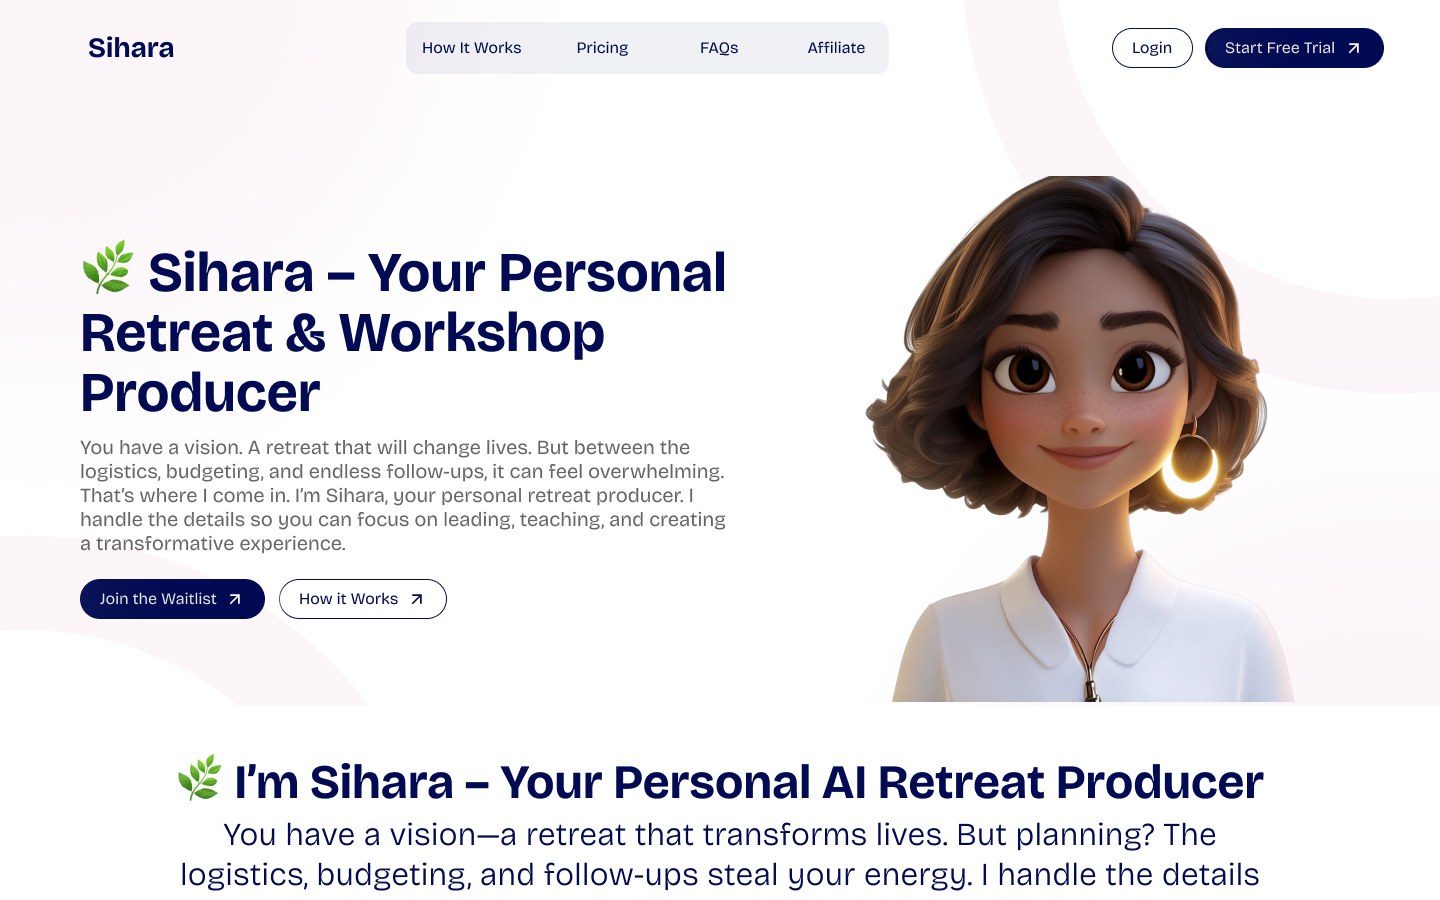 Sihara
How It Works
Pricing
FAQs
Affiliate
Login
Start Free Trial
🌿 Sihara – Your Personal
Retreat & Workshop
Producer
You have a vision. A retreat that will change lives. But between the
logistics, budgeting, and endless follow-ups, it can feel overwhelming.
That’s where I come in. I’m Sihara, your personal retreat producer. I
handle the details so you can focus on leading, teaching, and creating
a transformative experience.
Join the Waitlist
How it Works
🌿 I’m Sihara – Your Personal AI Retreat Producer
You have a vision—a retreat that transforms lives. But planning? The
logistics, budgeting, and follow-ups steal your energy. I handle the details